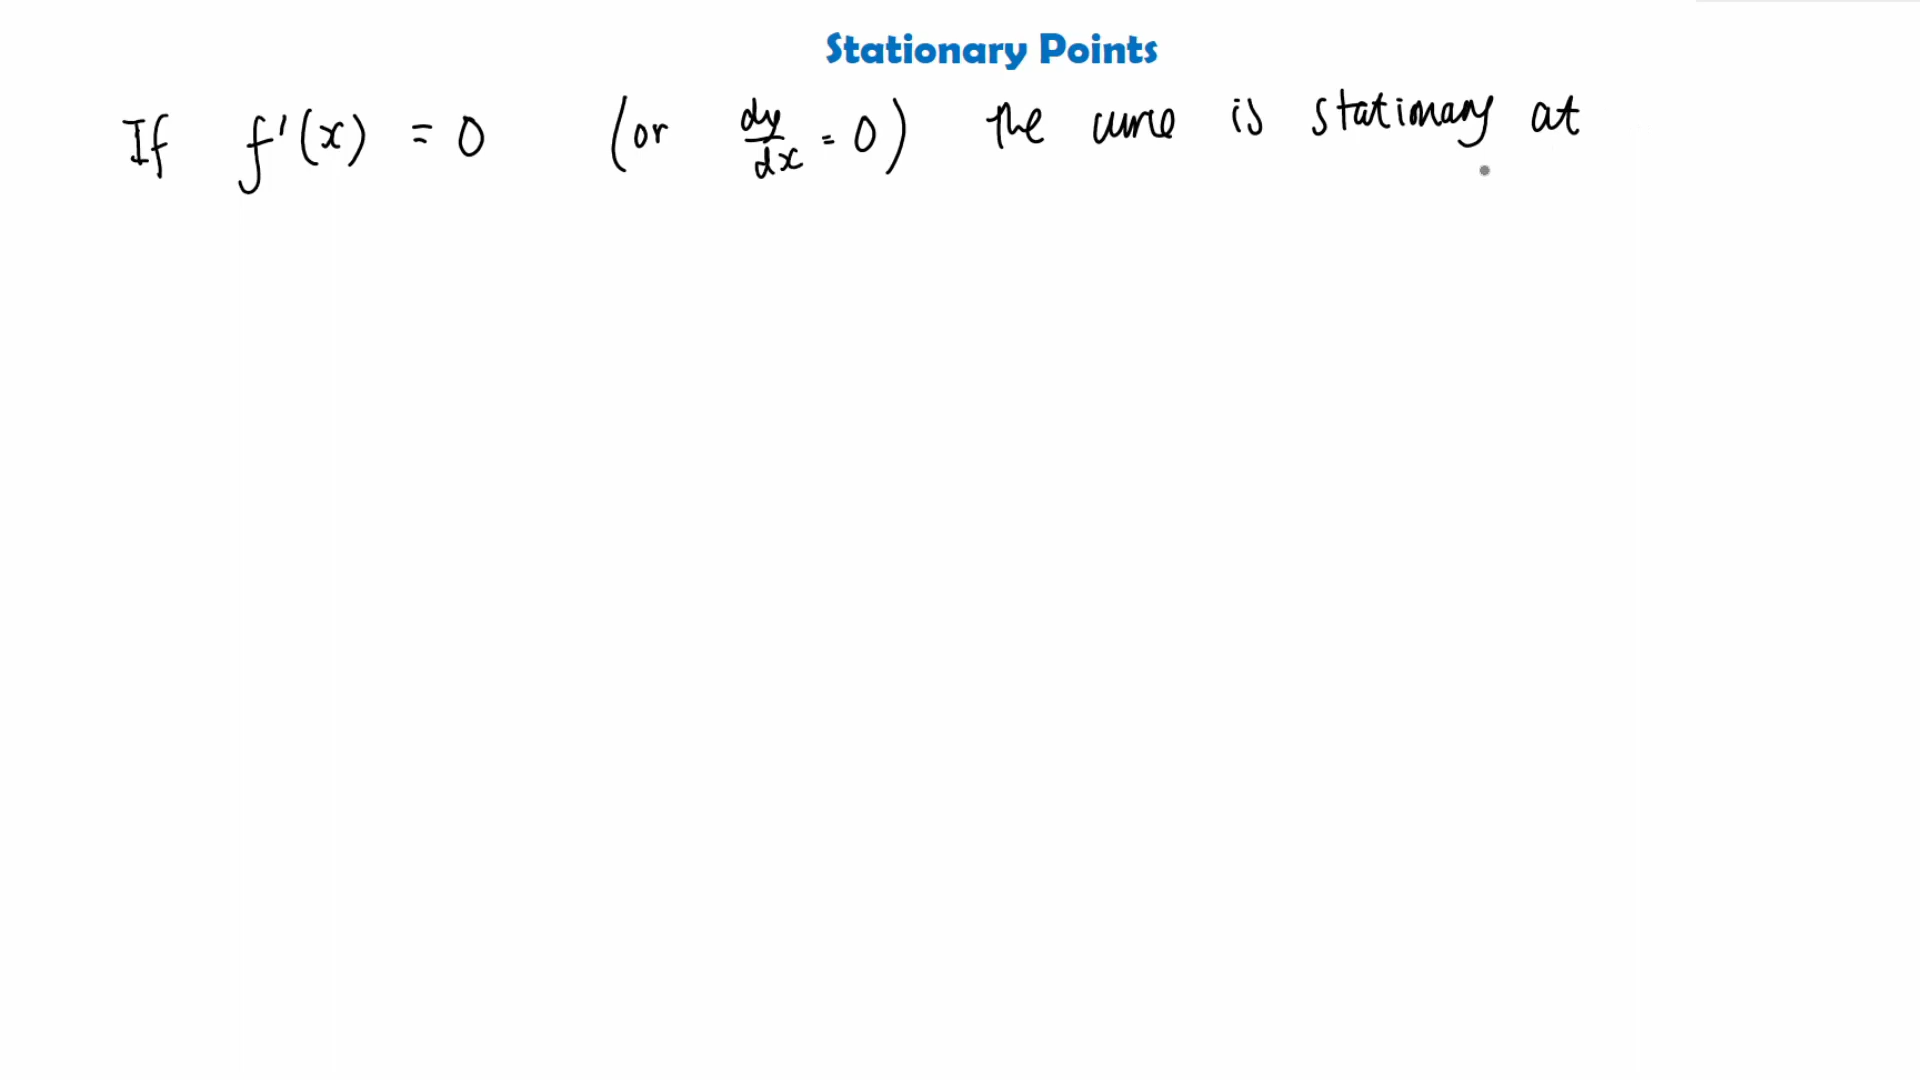 Stationary Points
If f'(x) = 0 (or dy/dx = 0) the curve is stationary at